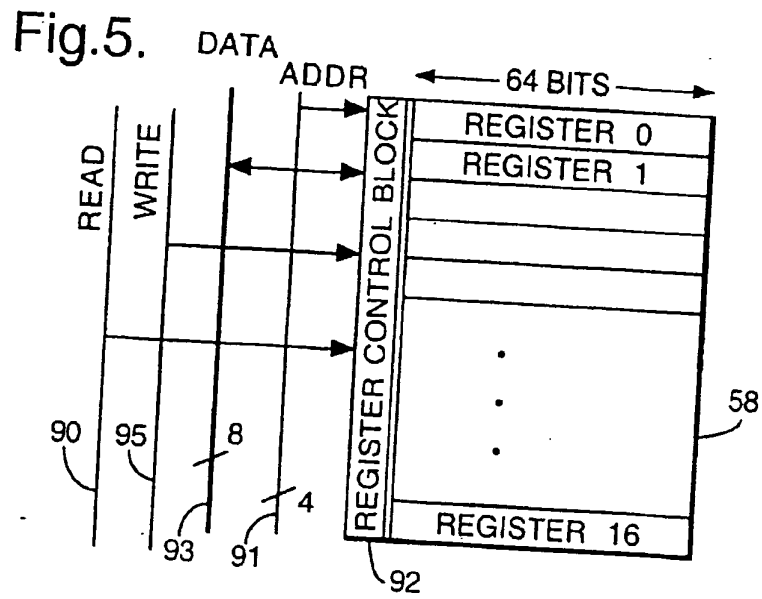 Fig.5.
DATA
ADDR
64 BITS
READ
WRITE
REGISTER CONTROL BLOCK
REGISTER 0
REGISTER 1
58
90
95
8
4
93
91
REGISTER 16
92